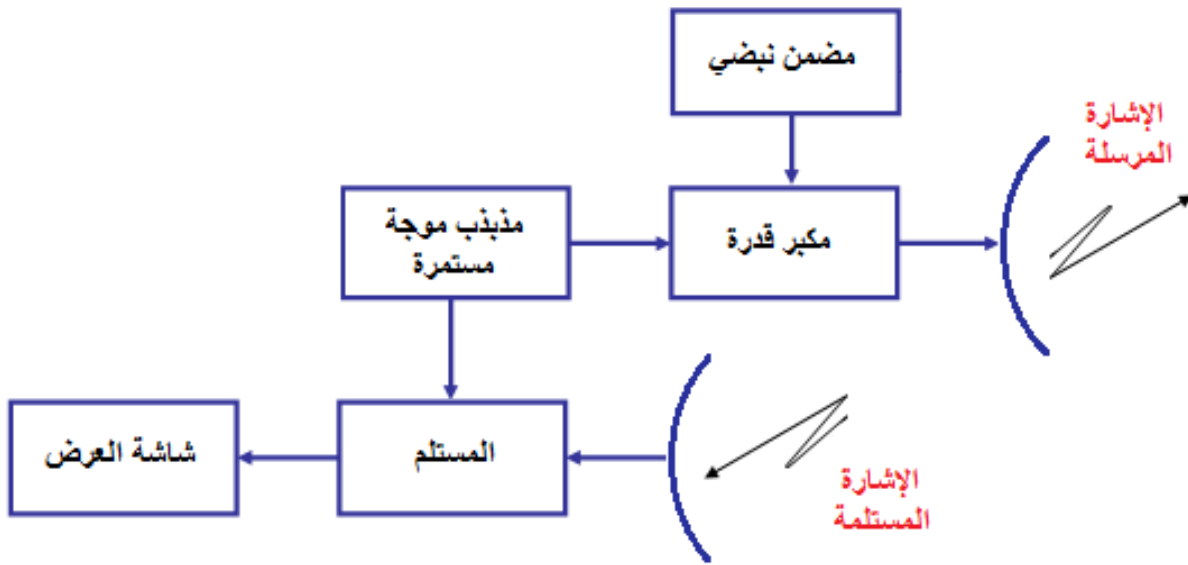 مضمن نبضي
الإشارة
المرسلة
مذبذب موجة
مستمرة
مكبر قدرة
شاشة العرض
المستلم
الإشارة
المستلمة